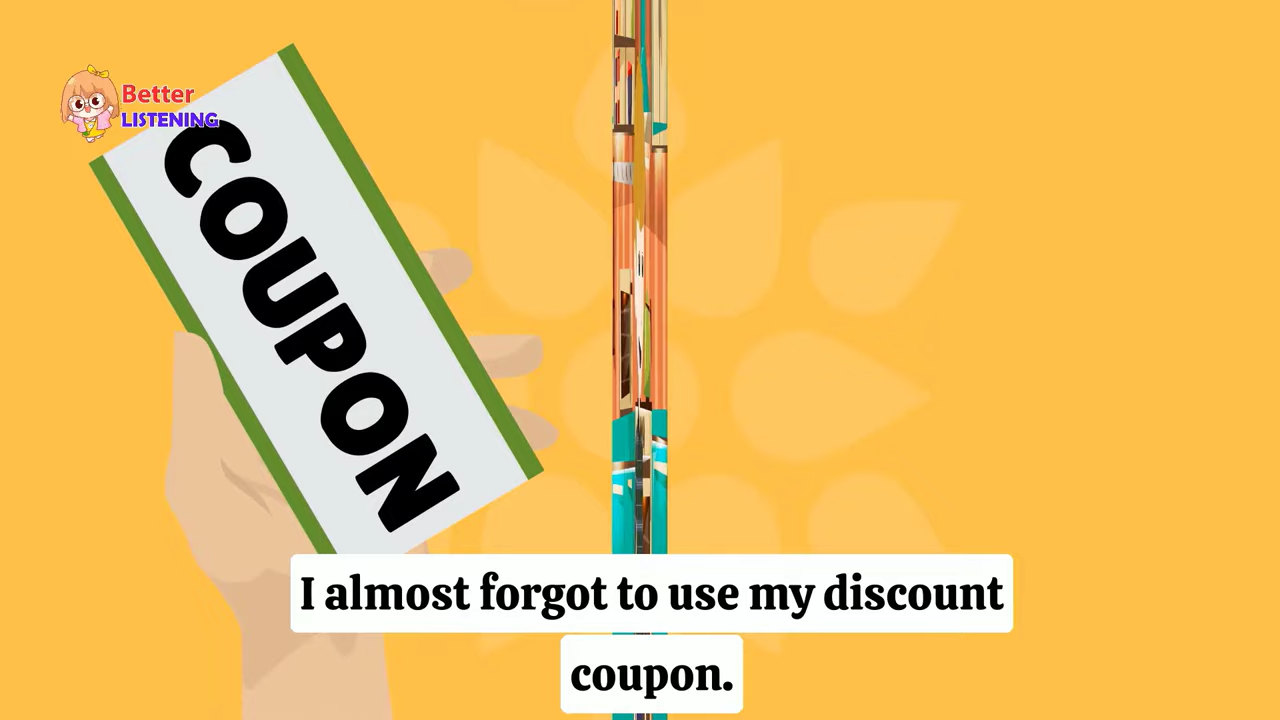 Better
LISTENING
COUPON
I almost forgot to use my discount
coupon.